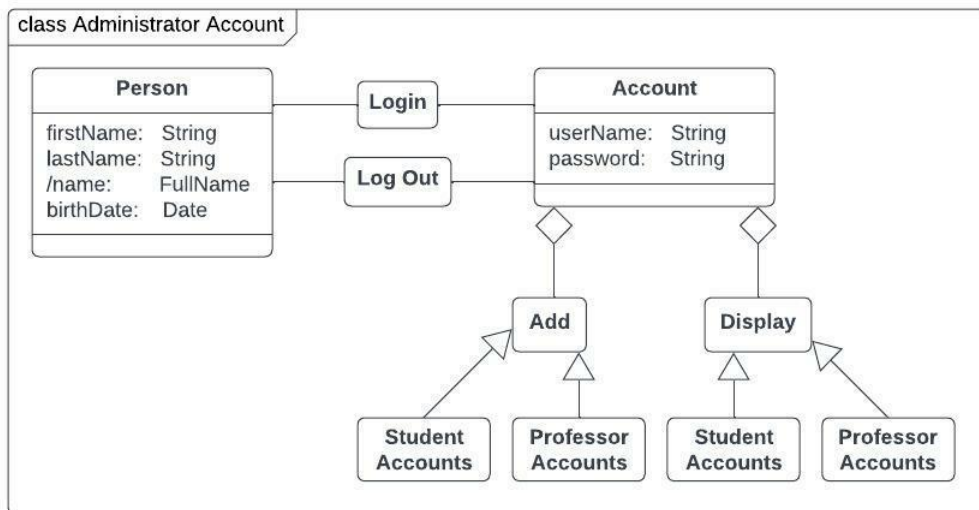 class Administrator Account
Person
Login
Account
firstName: String
lastName: String
/name: FullName
birthDate: Date
userName: String
password: String
Log Out
Add
Display
Student
Accounts
Professor
Accounts
Student
Accounts
Professor
Accounts